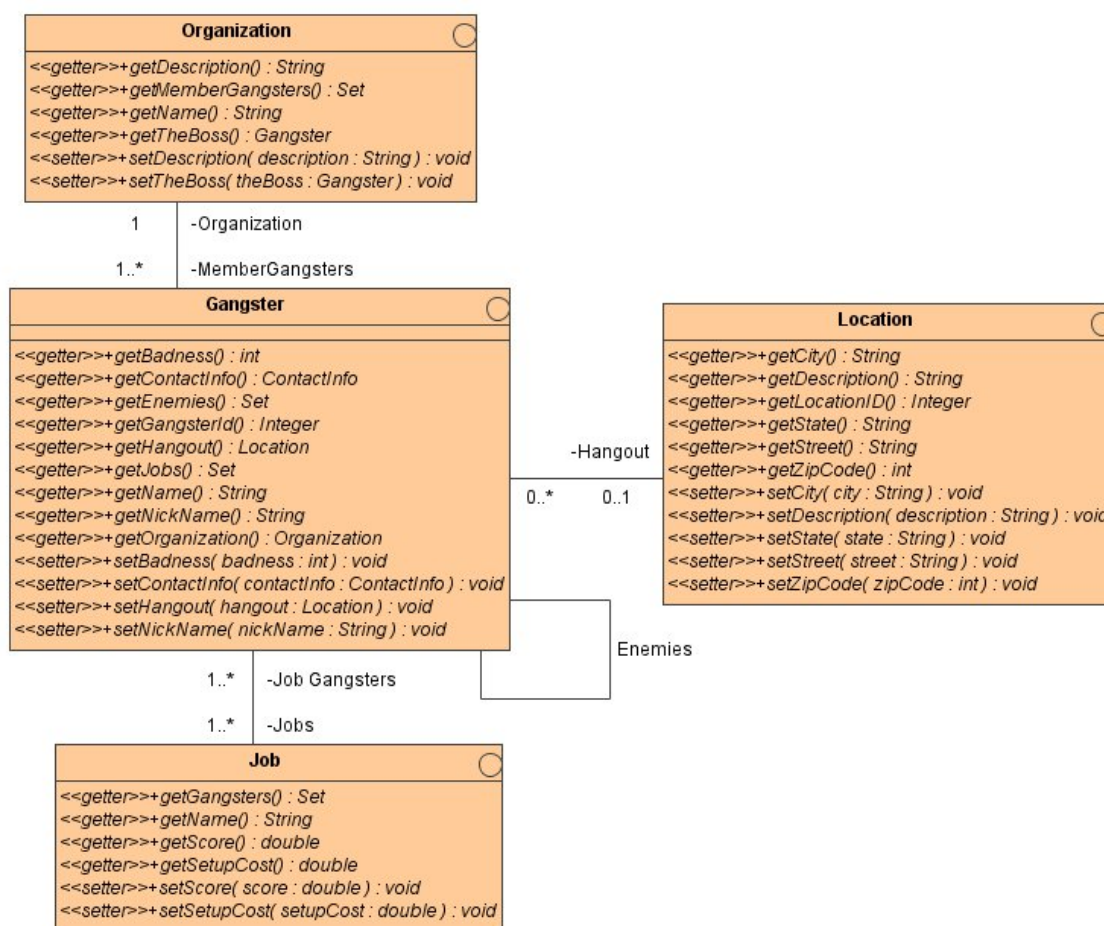 Organization
<<getter>>+getDescription() : String
<<getter>>+getMemberGangsters() : Set
<<getter>>+getName() : String
<<getter>>+getTheBoss() : Gangster
<<setter>>+setDescription( description : String ) : void
<<setter>>+setTheBoss( theBoss : Gangster ) : void
1 -Organization
1..* -MemberGangsters
Gangster
<<getter>>+getBadness() : int
<<getter>>+getContactInfo() : ContactInfo
<<getter>>+getEnemies() : Set
<<getter>>+getGangsterId() : Integer
<<getter>>+getHangout() : Location
<<getter>>+getJobs() : Set
<<getter>>+getName() : String
<<getter>>+getNickName() : String
<<getter>>+getOrganization() : Organization
<<setter>>+setBadness( badness : int ) : void
<<setter>>+setContactInfo( contactInfo : ContactInfo ) : void
<<setter>>+setHangout( hangout : Location ) : void
<<setter>>+setNickName( nickName : String ) : void
-Hangout
0..* 0..1
Location
<<getter>>+getCity() : String
<<getter>>+getDescription() : String
<<getter>>+getLocationID() : Integer
<<getter>>+getState() : String
<<getter>>+getStreet() : String
<<getter>>+getZipCode() : int
<<setter>>+setCity( city : String ) : void
<<setter>>+setDescription( description : String ) : void
<<setter>>+setState( state : String ) : void
<<setter>>+setStreet( street : String ) : void
<<setter>>+setZipCode( zipCode : int ) : void
Enemies
1..* -Job Gangsters
1..* -Jobs
Job
<<getter>>+getGangsters() : Set
<<getter>>+getName() : String
<<getter>>+getScore() : double
<<getter>>+getSetupCost() : double
<<setter>>+setScore( score : double ) : void
<<setter>>+setSetupCost( setupCost : double ) : void